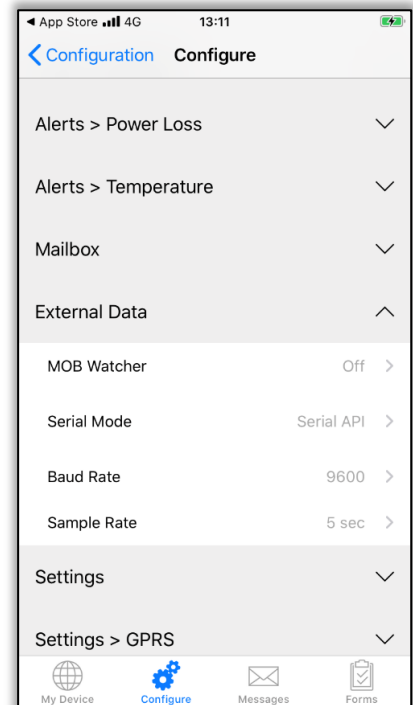 App Store 4G 13:11
Configuration Configure
Alerts > Power Loss
Alerts > Temperature
Mailbox
External Data
MOB Watcher Off
Serial Mode Serial API
Baud Rate 9600
Sample Rate 5 sec
Settings
Settings > GPRS
My Device Configure Messages Forms